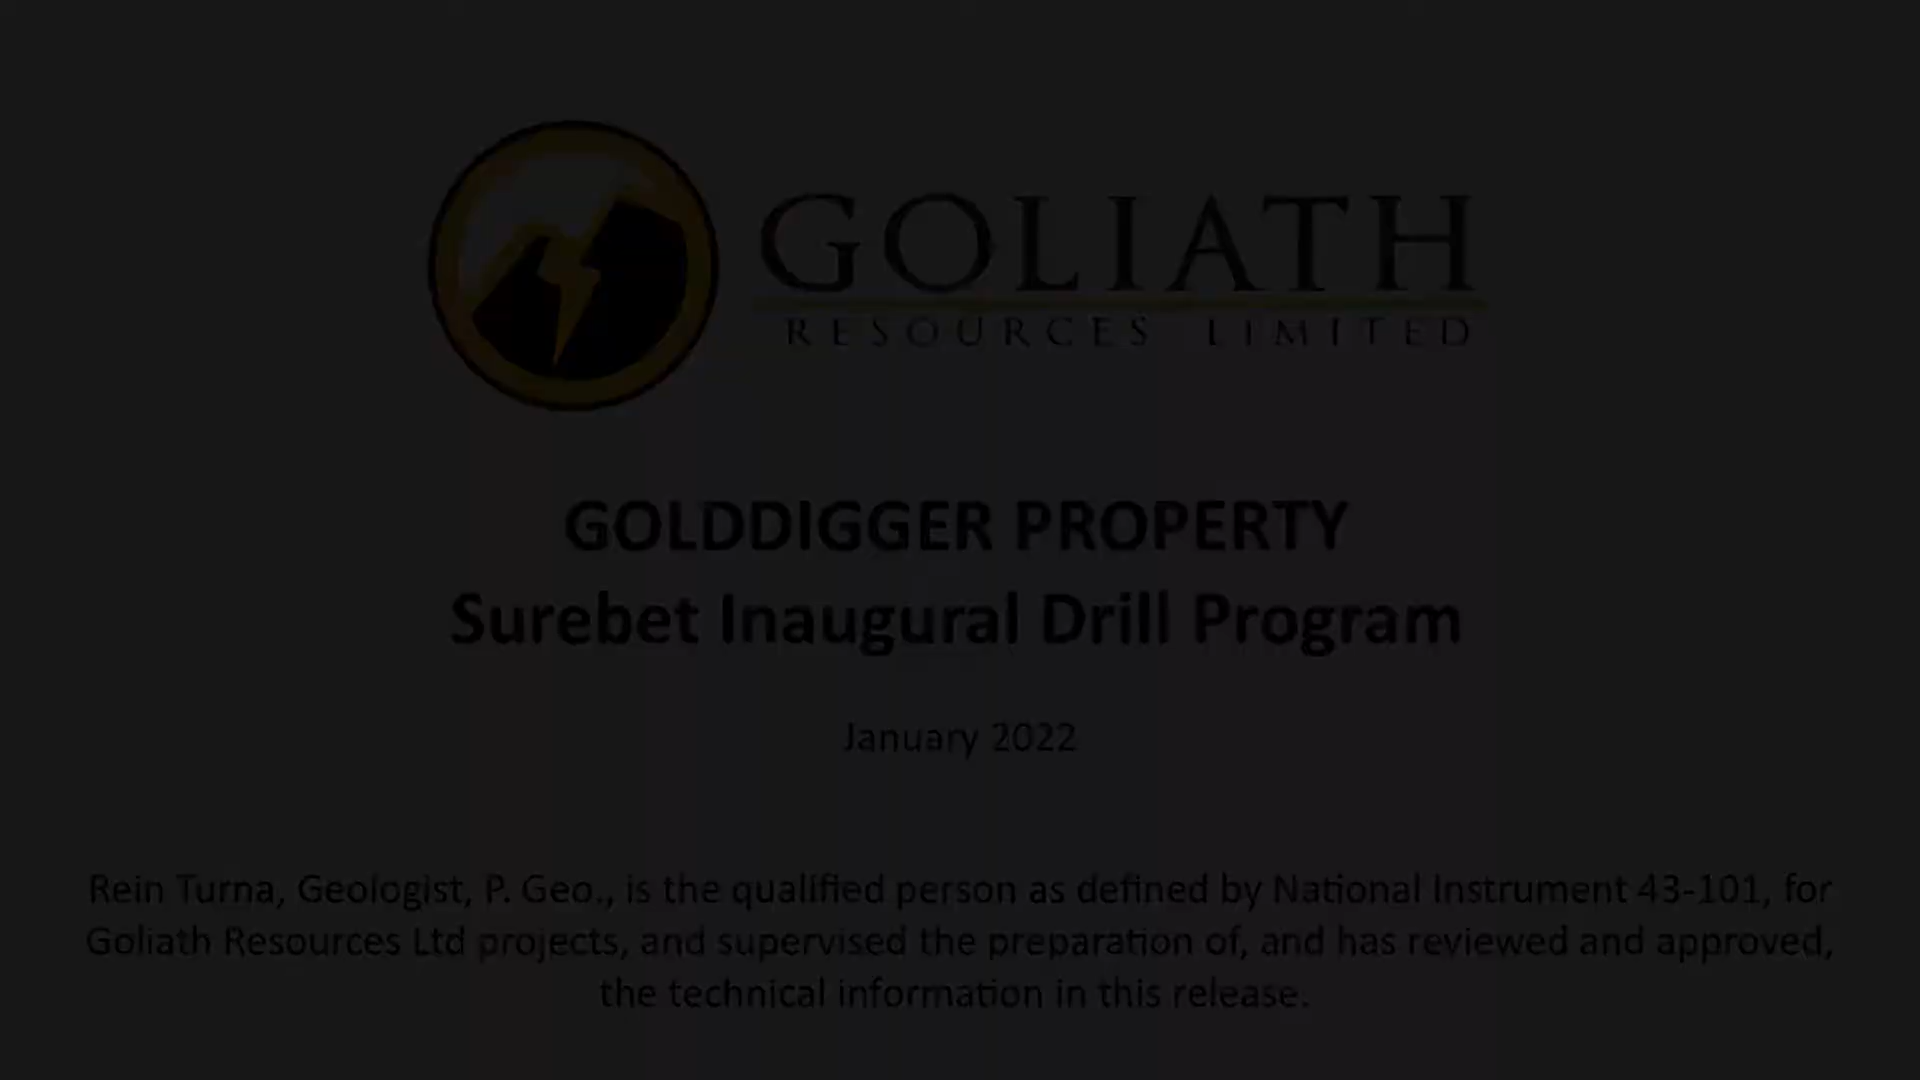 GOLIATH
RESOURCES LIMITED
GOLDDIGGER PROPERTY
Surebet Inaugural Drill Program
January 2022
Rein Turna, Geologist, P. Geo., is the qualified person as defined by National Instrument 43-101, for
Goliath Resources Ltd projects, and supervised the preparation of, and has reviewed and approved,
the technical information in this release.